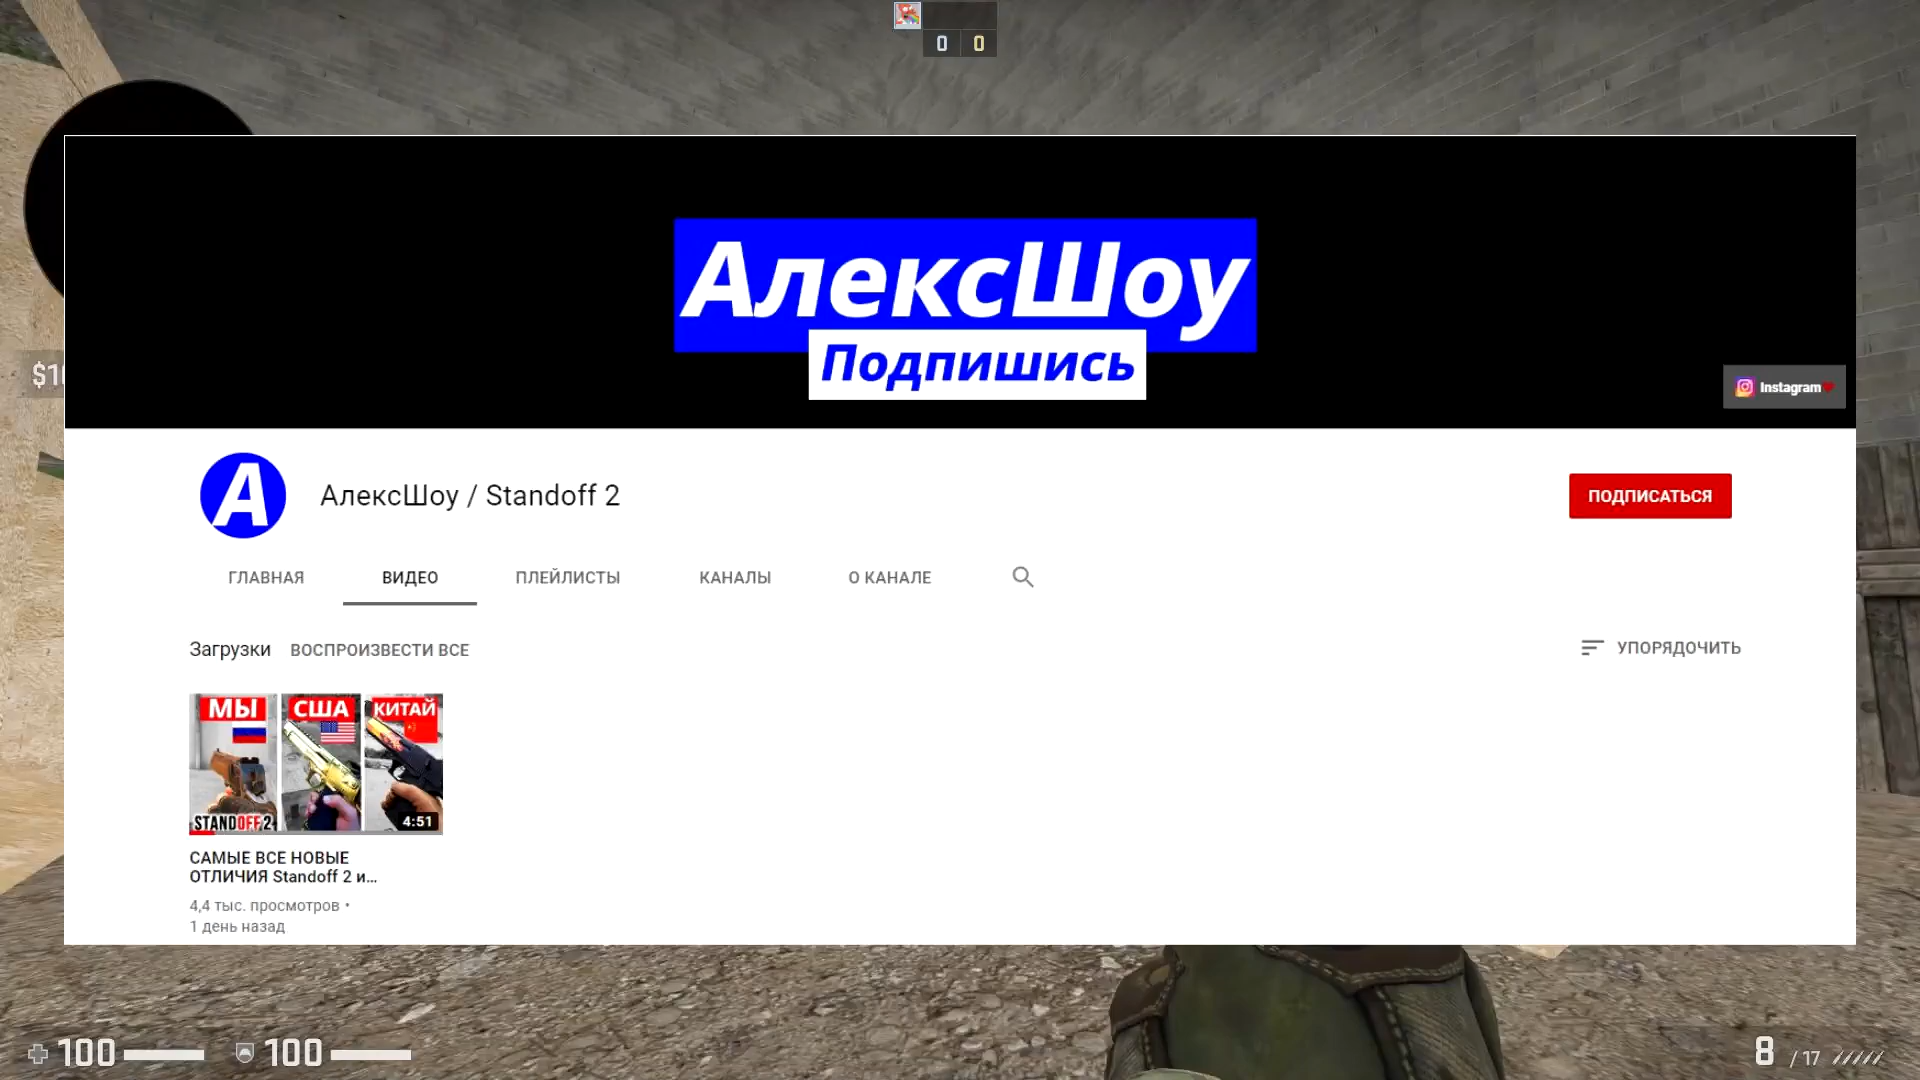 0 0
АлексШоу
Подпишись
$1
Instagram
А
АлексШоу / Standoff 2
ПОДПИСАТЬСЯ
ГЛАВНАЯ ВИДЕО ПЛЕЙЛИСТЫ КАНАЛЫ О КАНАЛЕ
Загрузки ВОСПРОИЗВЕСТИ ВСЕ
УПОРЯДОЧИТЬ
МЫ США КИТАЙ
STANDOFF 2
4:51
САМЫЕ ВСЕ НОВЫЕ
ОТЛИЧИЯ Standoff 2 и...
4,4 тыс. просмотров •
1 день назад
100 100
8 / 17